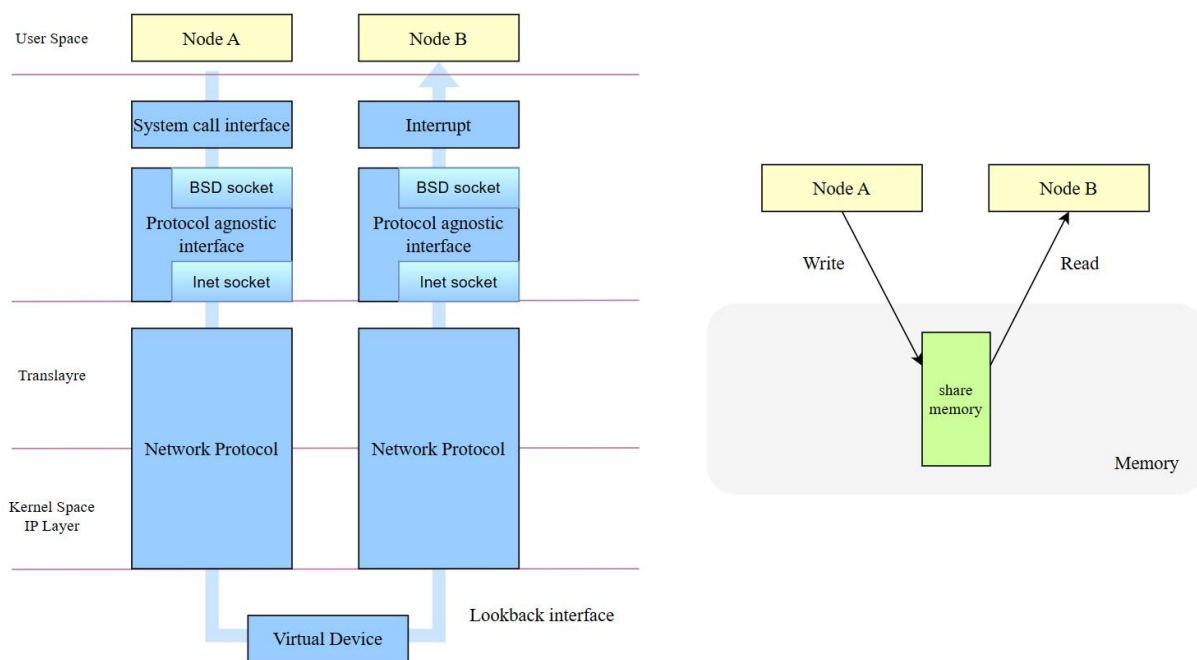 User Space
Node A
Node B
System call interface
Interrupt
BSD socket
BSD socket
Protocol agnostic
interface
Protocol agnostic
interface
Inet socket
Inet socket
Translayre
Network Protocol
Network Protocol
Kernel Space
IP Layer
Lookback interface
Virtual Device
Node A
Node B
Write
Read
share
memory
Memory